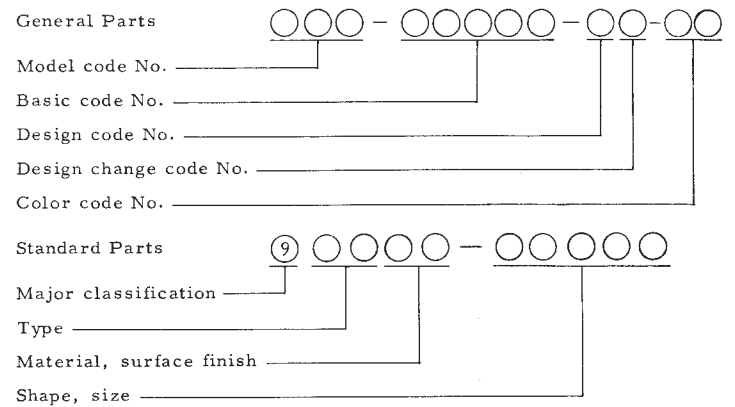 General Parts
Model code No.
Basic code No.
Design code No.
Design change code No.
Color code No.
Standard Parts 9
Major classification
Type
Material, surface finish
Shape, size